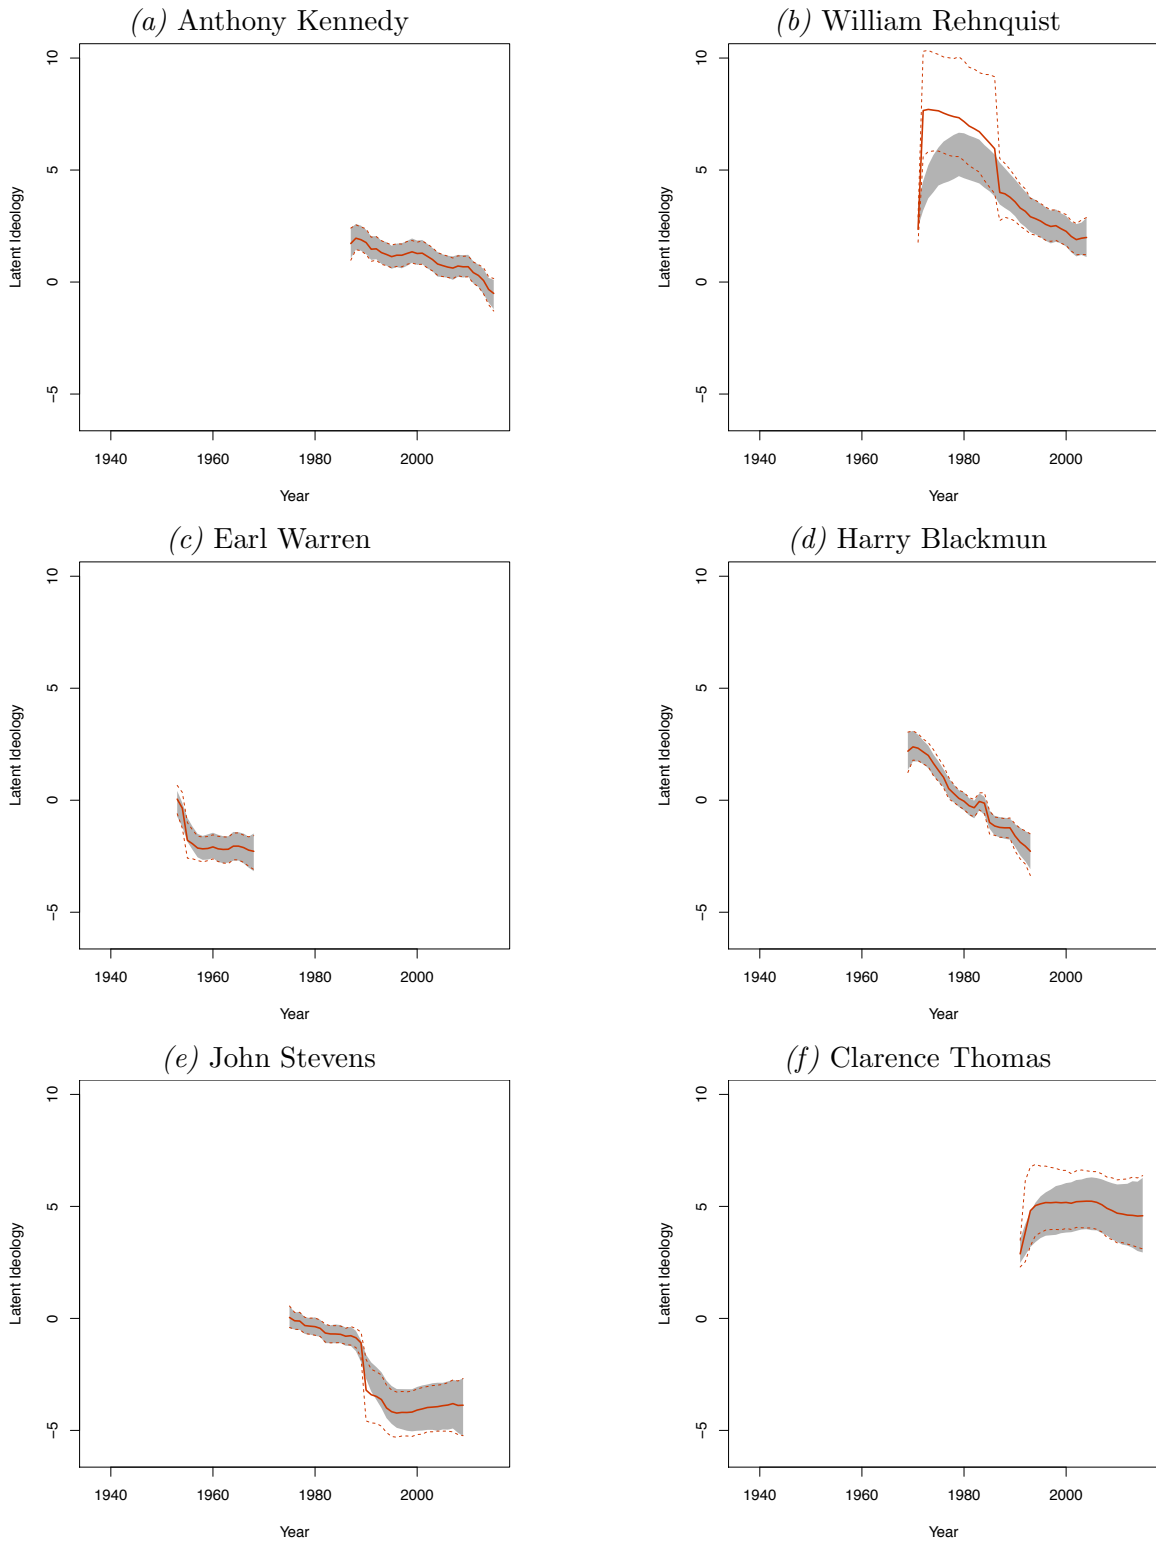 (a) Anthony Kennedy
10
5
0
−5
Latent Ideology
1940 1960 1980 2000
Year
(b) William Rehnquist
10
5
0
−5
Latent Ideology
1940 1960 1980 2000
Year
(c) Earl Warren
10
5
0
−5
Latent Ideology
1940 1960 1980 2000
Year
(d) Harry Blackmun
10
5
0
−5
Latent Ideology
1940 1960 1980 2000
Year
(e) John Stevens
10
5
0
−5
Latent Ideology
1940 1960 1980 2000
Year
(f) Clarence Thomas
10
5
0
−5
Latent Ideology
1940 1960 1980 2000
Year